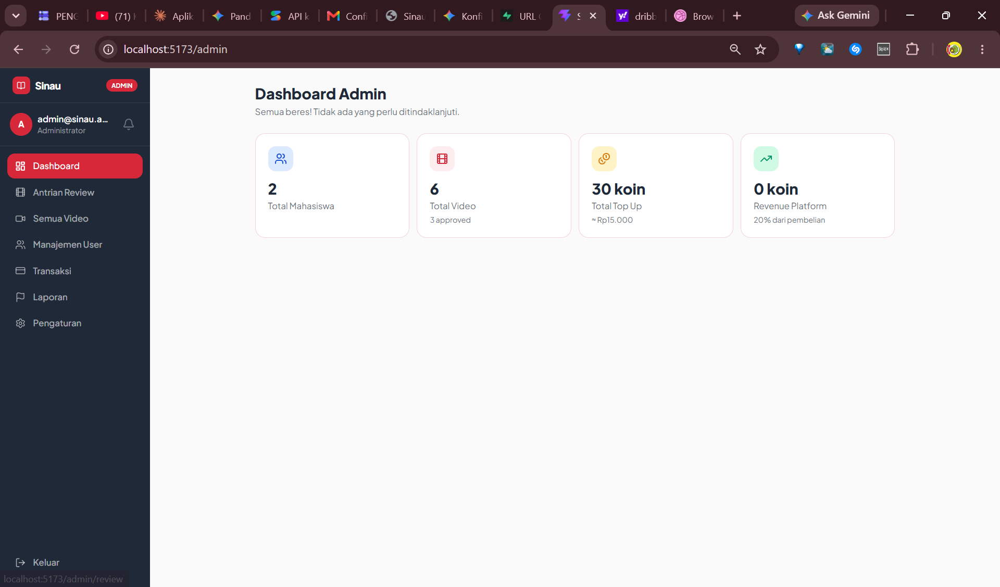 PENG
(71)
Aplik
Pand
API k
Confi
Sinau
Konfi
URL
dribb
Brow
Ask Gemini
localhost:5173/admin
Sinau
ADMIN
A
admin@sinau.a...
Administrator
Dashboard
Antrian Review
Semua Video
Manajemen User
Transaksi
Laporan
Pengaturan
Keluar
localhost:5173/admin/review
Dashboard Admin
Semua beres! Tidak ada yang perlu ditindaklanjuti.
2
Total Mahasiswa
6
Total Video
3 approved
30 koin
Total Top Up
≈ Rp15.000
0 koin
Revenue Platform
20% dari pembelian